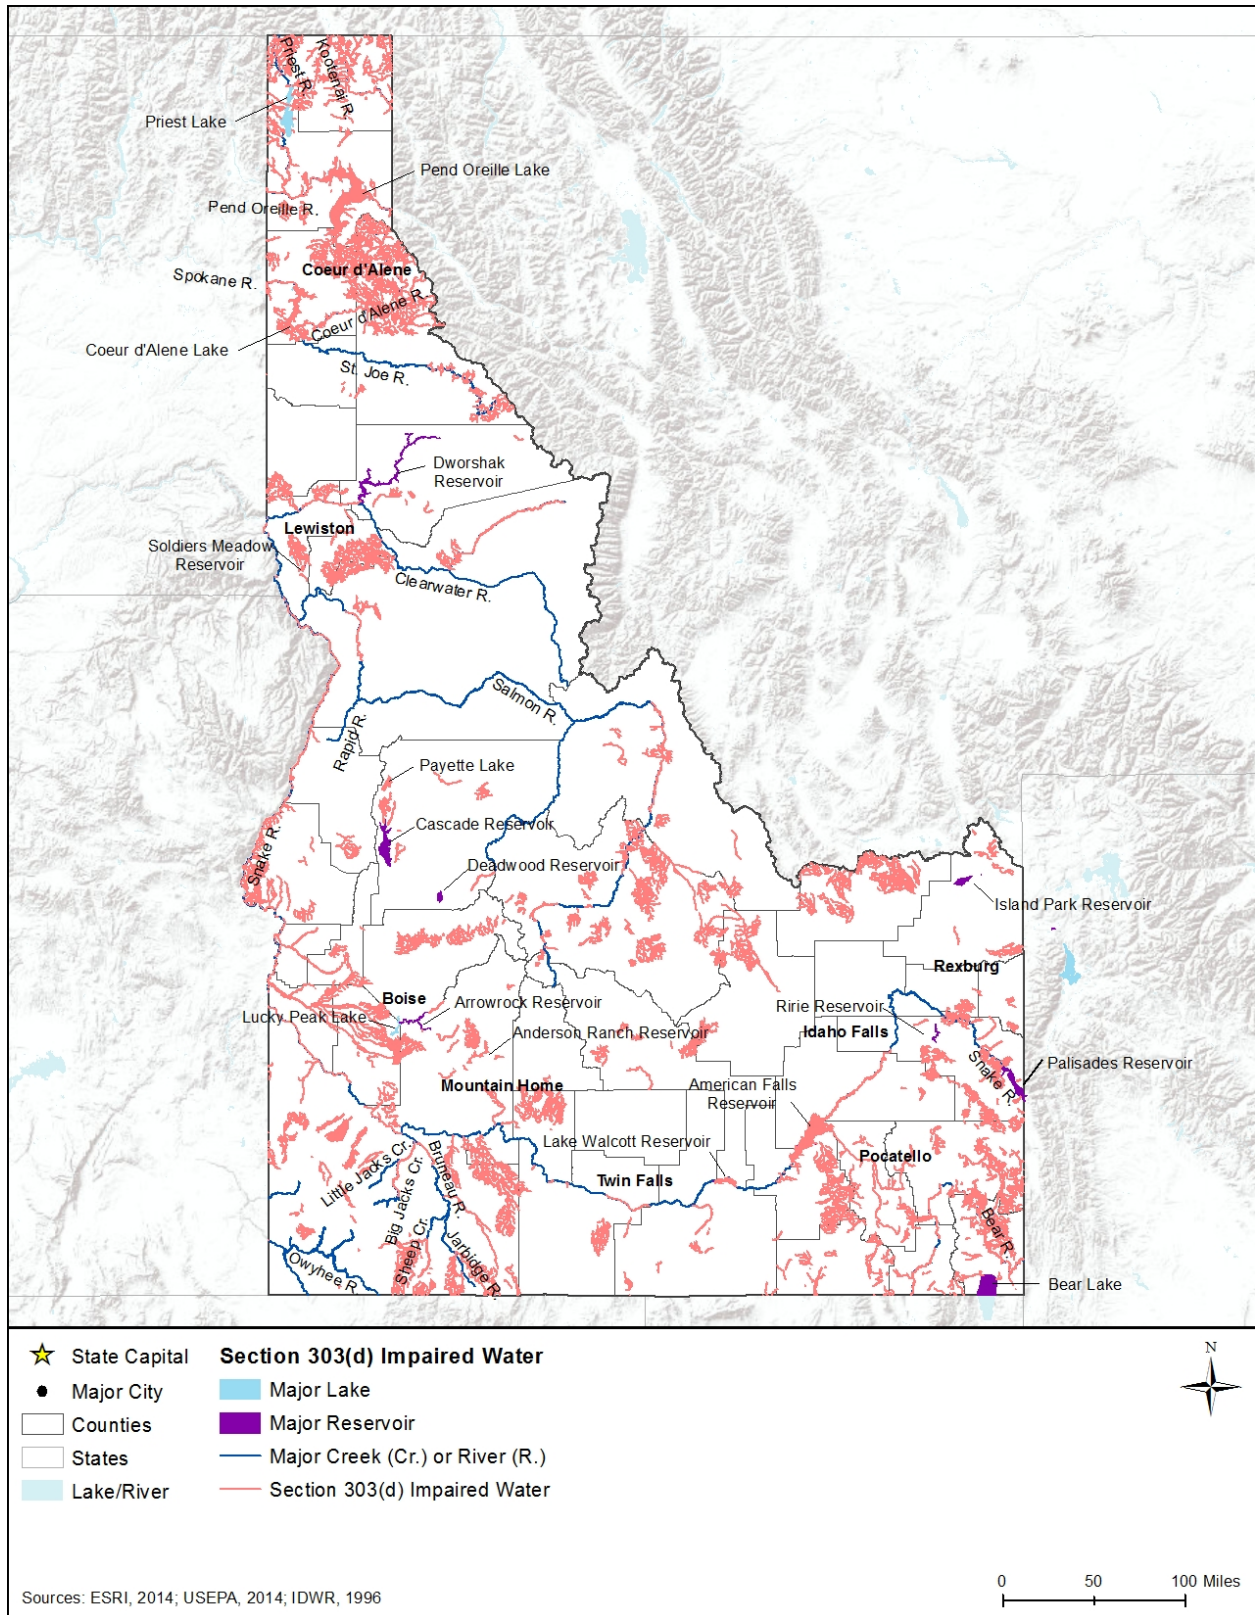 Priest R.
Kootenai R.
Priest Lake
Pend Oreille Lake
Pend Oreille R.
Coeur d'Alene
Spokane R.
Coeur d'Alene R.
Coeur d'Alene Lake
St. Joe R.
Dworshak
Reservoir
Lewiston
Soldiers Meadow
Reservoir
Clearwater R.
Salmon R.
Rapid R.
Payette Lake
Cascade Reservoir
Snake R.
Deadwood Reservoir
Island Park Reservoir
Rexburg
Boise
Arrowrock Reservoir
Ririe Reservoir
Lucky Peak Lake
Anderson Ranch Reservoir
Idaho Falls
Snake R.
Palisades Reservoir
Mountain Home
American Falls
Reservoir
Lake Walcott Reservoir
Little Jacks Cr.
Big Jacks Cr.
Bruneau R.
Pocatello
Twin Falls
Sheep Cr.
Jarbidge R.
Owyhee R.
Bear R.
Bear Lake
State Capital
Major City
Counties
States
Lake/River
Section 303(d) Impaired Water
Major Lake
Major Reservoir
Major Creek (Cr.) or River (R.)
Section 303(d) Impaired Water
N
0 50 100 Miles
Sources: ESRI, 2014; USEPA, 2014; IDWR, 1996